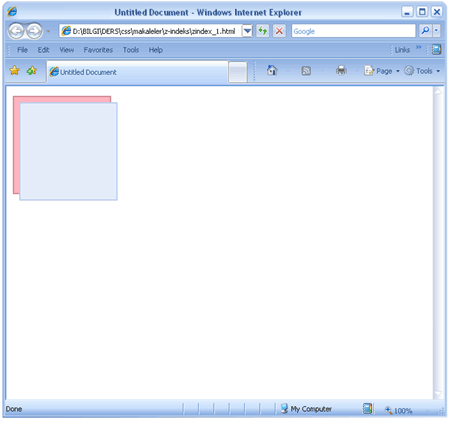 Untitled Document - Windows Internet Explorer
D:\BILGI\DERS\css\makaleler\z-indeks\zindex_1.html
Google
File Edit View Favorites Tools Help
Links »
Untitled Document
Page Tools
Done
My Computer
100%